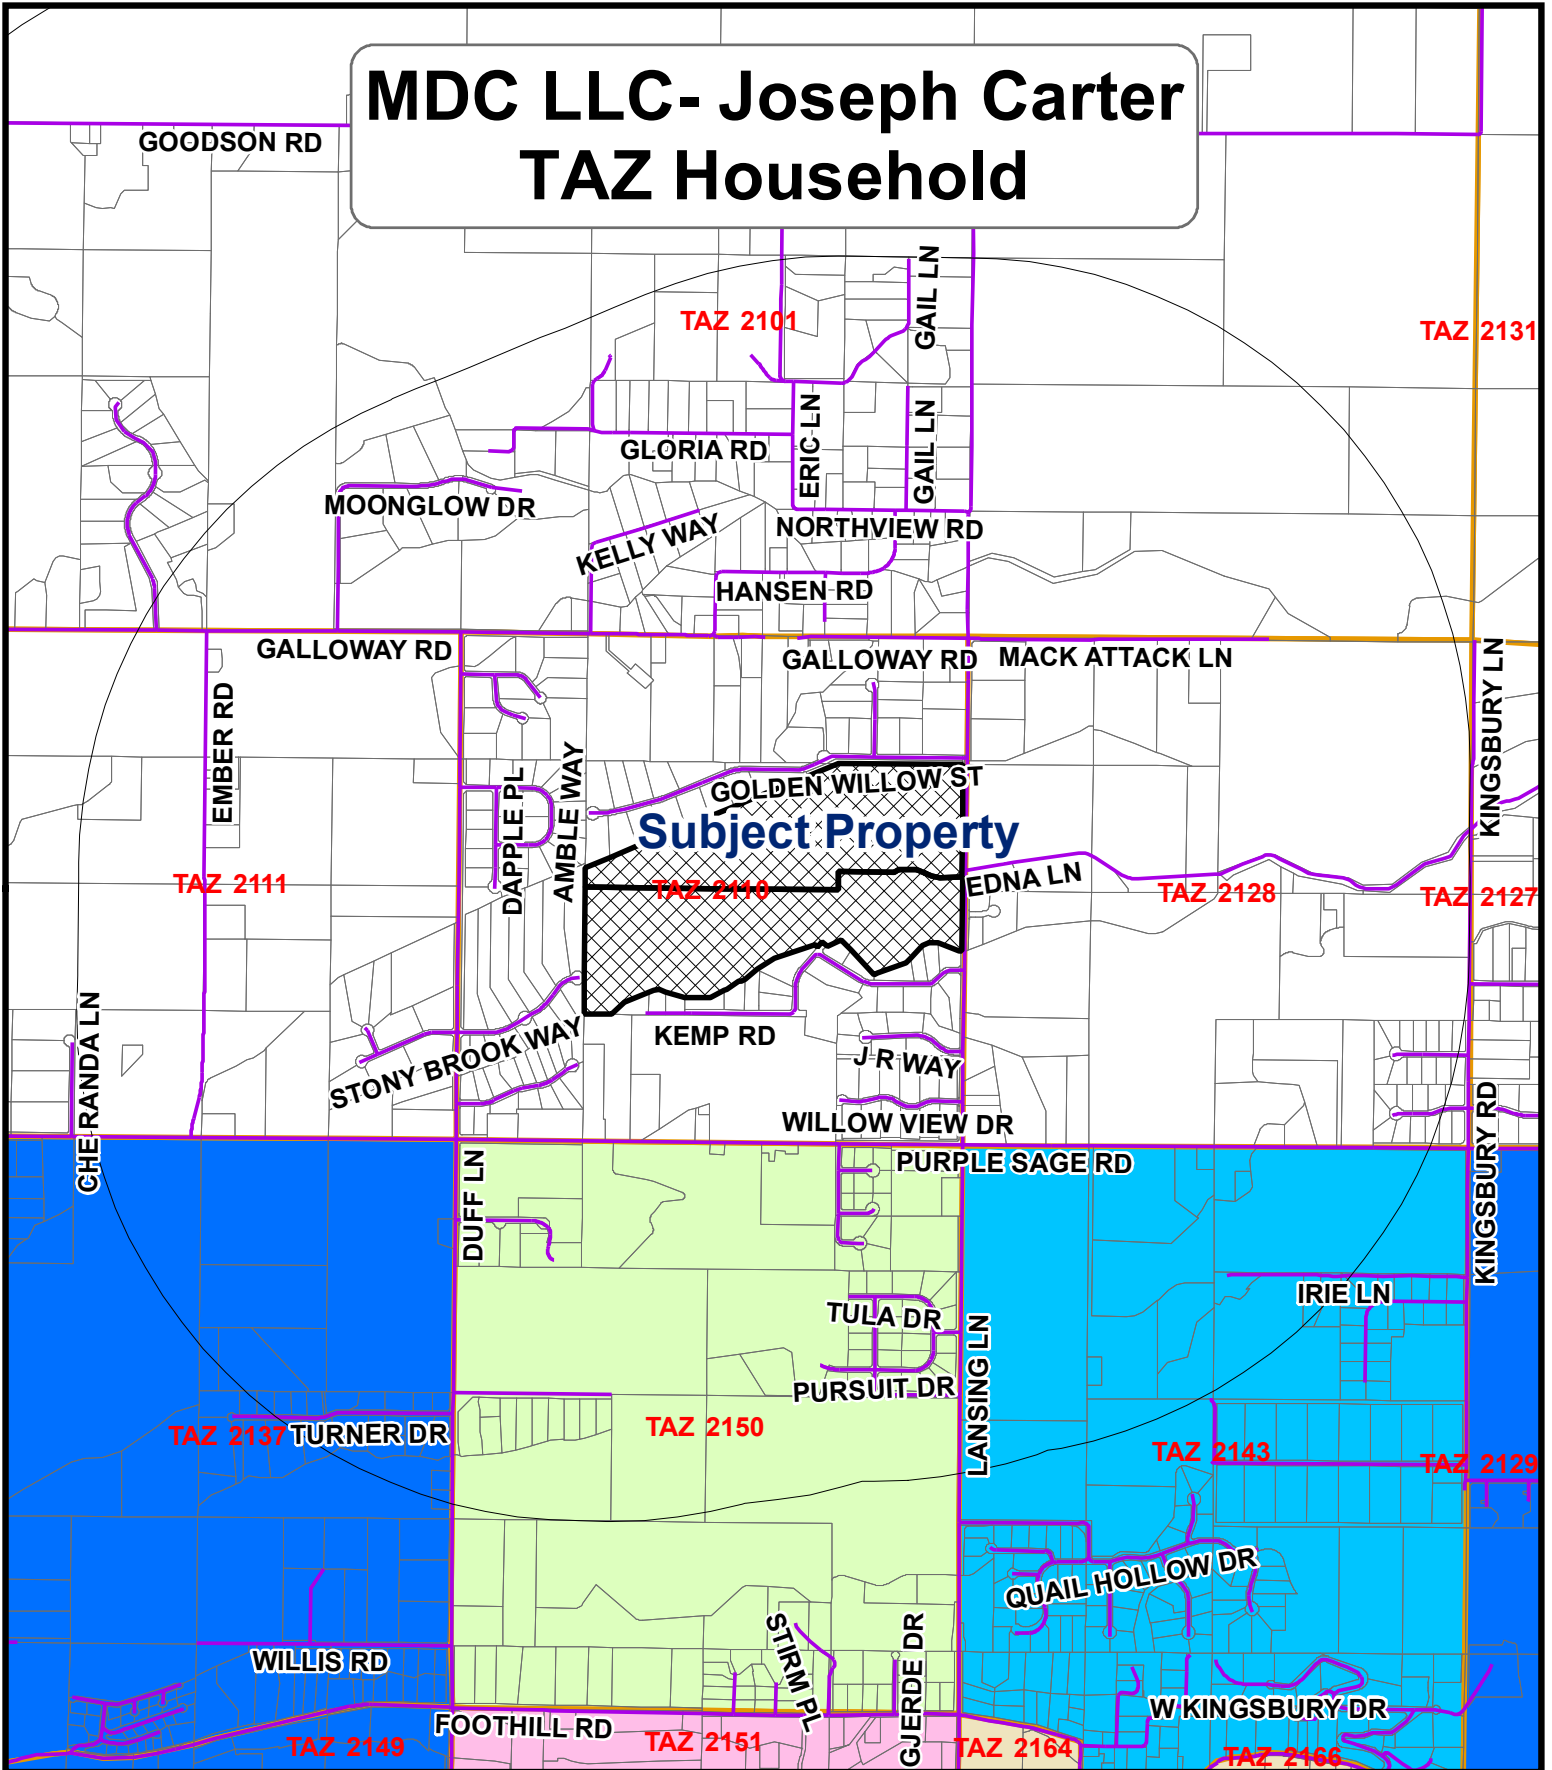 MDC LLC- Joseph Carter
TAZ Household
GOODSON RD
GAIL LN
TAZ 2101
TAZ 2131
ERIC LN
GAIL LN
GLORIA RD
MOONGLOW DR
KELLY WAY
NORTHVIEW RD
HANSEN RD
GALLOWAY RD
GALLOWAY RD
MACK ATTACK LN
KINGSBURY LN
EMBER RD
DAPPLE PL
AMBLE WAY
GOLDEN WILLOW ST
Subject Property
TAZ 2111
TAZ 2110
EDNA LN
TAZ 2128
TAZ 2127
CHE RANDA LN
STONY BROOK WAY
KEMP RD
J R WAY
WILLOW VIEW DR
KINGSBURY RD
PURPLE SAGE RD
DUFF LN
IRIE LN
TULA DR
LANSING LN
PURSUIT DR
TAZ 2137
TURNER DR
TAZ 2150
TAZ 2143
TAZ 2129
QUAIL HOLLOW DR
STIRM PL
GJERDE DR
WILLIS RD
W KINGSBURY DR
FOOTHILL RD
TAZ 2149
TAZ 2151
TAZ 2164
TAZ 2166